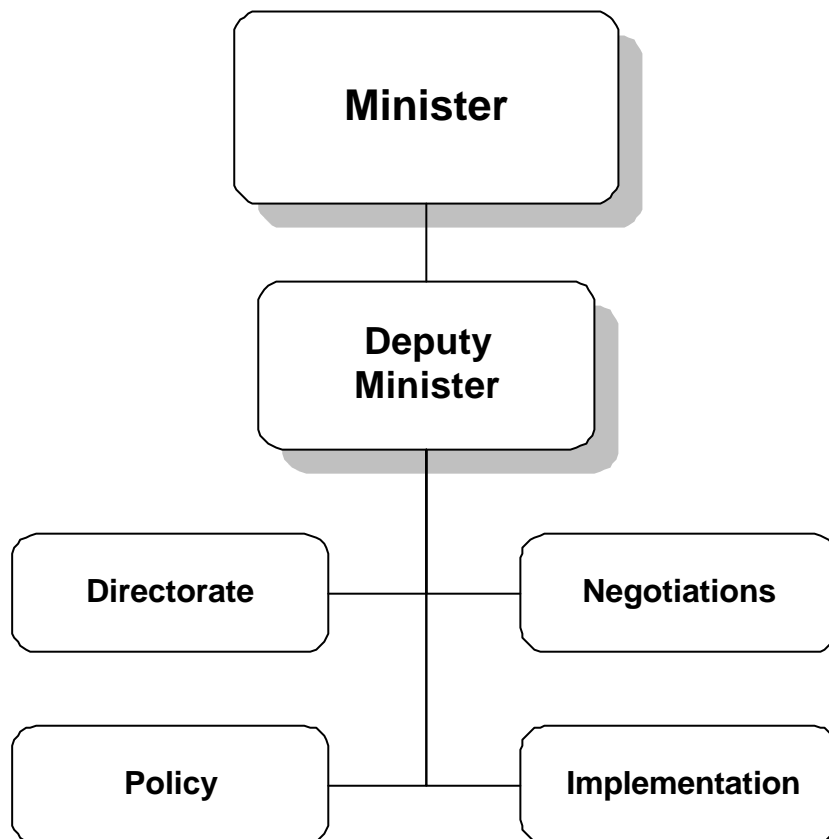 Minister
Deputy
Minister
Directorate
Negotiations
Policy
Implementation